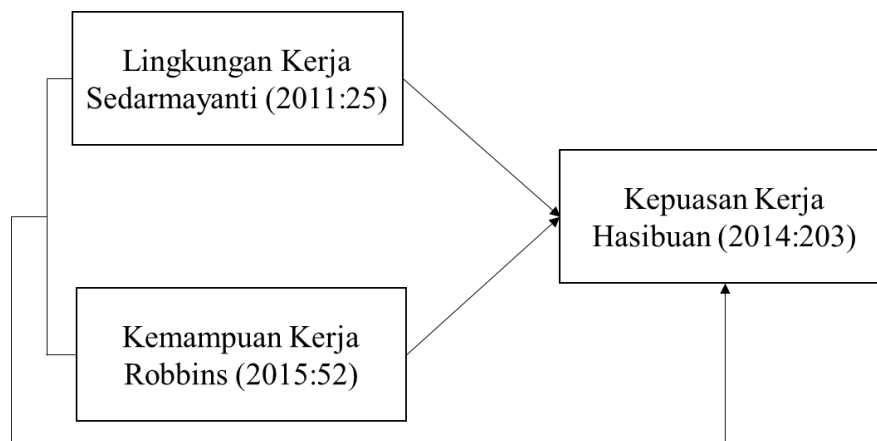 Lingkungan Kerja
Sedarmayanti (2011:25)
Kepuasan Kerja
Hasibuan (2014:203)
Kemampuan Kerja
Robbins (2015:52)